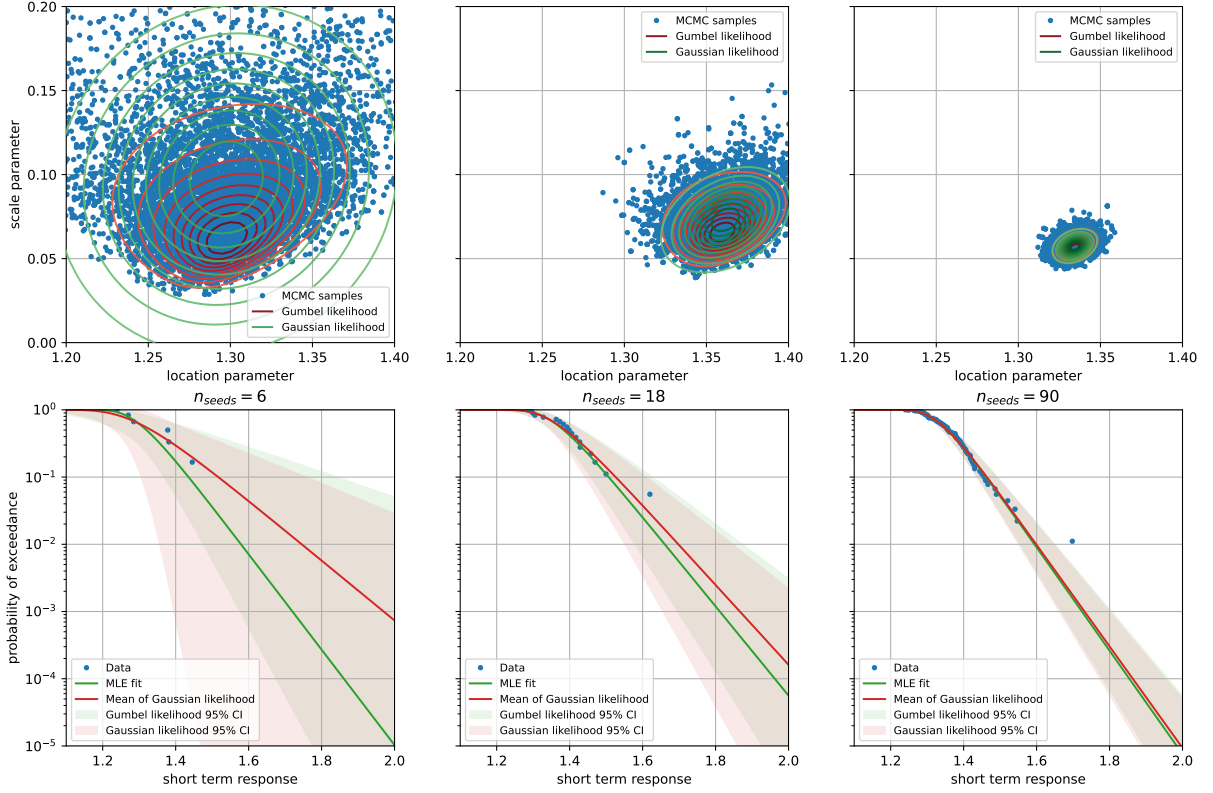 0.20
0.15
0.10
0.05
0.00
scale parameter
MCMC samples
Gumbel likelihood
Gaussian likelihood
1.20 1.25 1.30 1.35 1.40
location parameter
MCMC samples
Gumbel likelihood
Gaussian likelihood
1.20 1.25 1.30 1.35 1.40
location parameter
MCMC samples
Gumbel likelihood
Gaussian likelihood
1.20 1.25 1.30 1.35 1.40
location parameter
n_seeds = 6
10^0
10^−1
10^−2
10^−3
10^−4
10^−5
probability of exceedance
Data
MLE fit
Mean of Gaussian likelihood
Gumbel likelihood 95% CI
Gaussian likelihood 95% CI
1.2 1.4 1.6 1.8 2.0
short term response
n_seeds = 18
Data
MLE fit
Mean of Gaussian likelihood
Gumbel likelihood 95% CI
Gaussian likelihood 95% CI
1.2 1.4 1.6 1.8 2.0
short term response
n_seeds = 90
Data
MLE fit
Mean of Gaussian likelihood
Gumbel likelihood 95% CI
Gaussian likelihood 95% CI
1.2 1.4 1.6 1.8 2.0
short term response